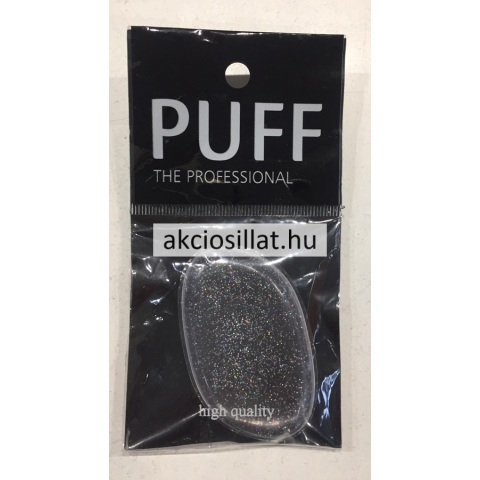 PUFF
THE PROFESSIONAL
akciosillat.hu
high quality